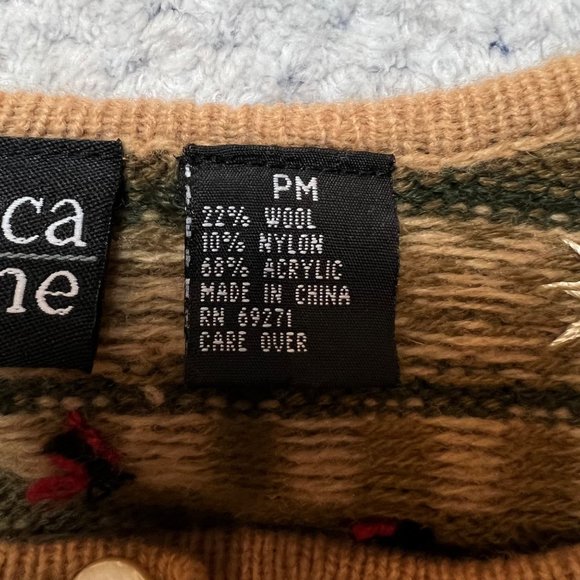 ca
ne
PM
22% WOOL
10% NYLON
68% ACRYLIC
MADE IN CHINA
RN 69271
CARE OVER